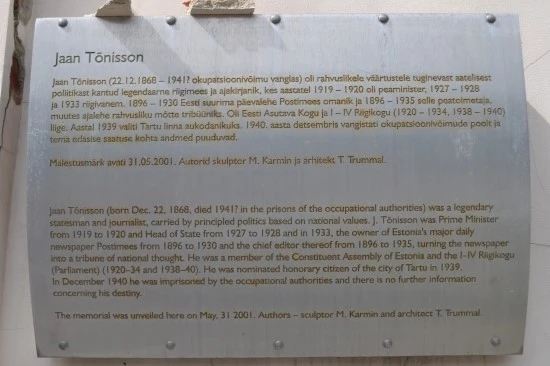 Jaan Tõnisson
Jaan Tõnisson (22.12.1868 – 1941? okupatsioonivõimu vanglas) oli rahvuslikele väärtustele tuginevast aatelisest
poliitikast kantud legendaarne riigimees ja ajakirjanik, kes aastatel 1919 – 1920 oli peaminister, 1927 – 1928
ja 1933 riigivanem. 1896 – 1930 Eesti suurima päevalehe Postimees omanik ja 1896 – 1935 selle peatoimetaja,
muutes ajalehe rahvusliku mõtte tribüüniks. Oli Eesti Asutava Kogu ja I – IV Riigikogu (1920 – 1934, 1938 – 1940)
liige. Aastal 1939 valiti Tartu linna aukodanikuks. 1940. aasta detsembris vangistati okupatsioonivõimude poolt ja
tema edasise saatuse kohta andmed puuduvad.
Mälestusmärk avati 31.05.2001. Autorid skulptor M. Karmin ja arhitekt T. Trummal.
Jaan Tõnisson (born Dec. 22, 1868, died 1941? in the prisons of the occupational authorities) was a legendary
statesman and journalist, carried by principled politics based on national values. J. Tõnisson was Prime Minister
from 1919 to 1920 and Head of State from 1927 to 1928 and in 1933, the owner of Estonia's major daily
newspaper Postimees from 1896 to 1930 and the chief editor thereof from 1896 to 1935, turning the newspaper
into a tribune of national thought. He was a member of the Constituent Assembly of Estonia and the I–IV Riigikogu
(Parliament) (1920–34 and 1938–40). He was nominated honorary citizen of the city of Tartu in 1939.
In December 1940 he was imprisoned by the occupational authorities and there is no further information
concerning his destiny.
The memorial was unveiled here on May, 31 2001. Authors – sculptor M. Karmin and architect T. Trummal.